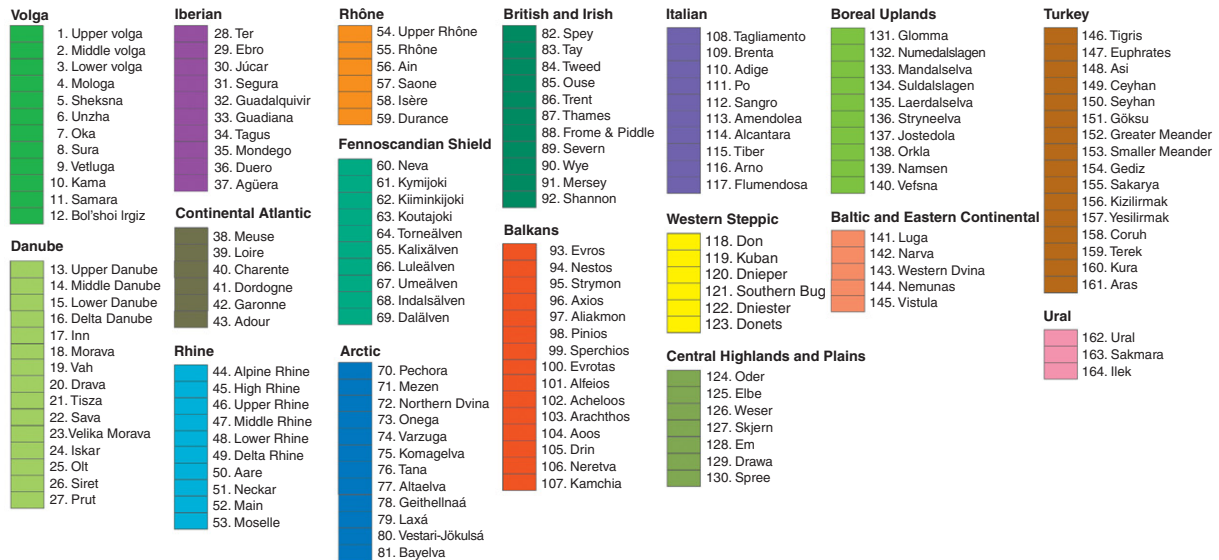 Volga
1. Upper volga
2. Middle volga
3. Lower volga
4. Mologa
5. Sheksna
6. Unzha
7. Oka
8. Sura
9. Vetluga
10. Kama
11. Samara
12. Bol'shoi Irgiz
Danube
13. Upper Danube
14. Middle Danube
15. Lower Danube
16. Delta Danube
17. Inn
18. Morava
19. Vah
20. Drava
21. Tisza
22. Sava
23.Velika Morava
24. Iskar
25. Olt
26. Siret
27. Prut
Iberian
28. Ter
29. Ebro
30. Júcar
31. Segura
32. Guadalquivir
33. Guadiana
34. Tagus
35. Mondego
36. Duero
37. Agüera
Continental Atlantic
38. Meuse
39. Loire
40. Charente
41. Dordogne
42. Garonne
43. Adour
Rhine
44. Alpine Rhine
45. High Rhine
46. Upper Rhine
47. Middle Rhine
48. Lower Rhine
49. Delta Rhine
50. Aare
51. Neckar
52. Main
53. Moselle
Rhône
54. Upper Rhône
55. Rhône
56. Ain
57. Saone
58. Isère
59. Durance
Fennoscandian Shield
60. Neva
61. Kymijoki
62. Kiiminkijoki
63. Koutajoki
64. Torneälven
65. Kalixälven
66. Luleälven
67. Umeälven
68. Indalsälven
69. Dalälven
Arctic
70. Pechora
71. Mezen
72. Northern Dvina
73. Onega
74. Varzuga
75. Komagelva
76. Tana
77. Altaelva
78. Geithellnaá
79. Laxá
80. Vestari-Jökulsá
81. Bayelva
British and Irish
82. Spey
83. Tay
84. Tweed
85. Ouse
86. Trent
87. Thames
88. Frome & Piddle
89. Severn
90. Wye
91. Mersey
92. Shannon
Balkans
93. Evros
94. Nestos
95. Strymon
96. Axios
97. Aliakmon
98. Pinios
99. Sperchios
100. Evrotas
101. Alfeios
102. Acheloos
103. Arachthos
104. Aoos
105. Drin
106. Neretva
107. Kamchia
Italian
108. Tagliamento
109. Brenta
110. Adige
111. Po
112. Sangro
113. Amendolea
114. Alcantara
115. Tiber
116. Arno
117. Flumendosa
Western Steppic
118. Don
119. Kuban
120. Dnieper
121. Southern Bug
122. Dniester
123. Donets
Central Highlands and Plains
124. Oder
125. Elbe
126. Weser
127. Skjern
128. Em
129. Drawa
130. Spree
Boreal Uplands
131. Glomma
132. Numedalslagen
133. Mandalselva
134. Suldalslagen
135. Laerdalselva
136. Stryneelva
137. Jostedola
138. Orkla
139. Namsen
140. Vefsna
Baltic and Eastern Continental
141. Luga
142. Narva
143. Western Dvina
144. Nemunas
145. Vistula
Turkey
146. Tigris
147. Euphrates
148. Asi
149. Ceyhan
150. Seyhan
151. Göksu
152. Greater Meander
153. Smaller Meander
154. Gediz
155. Sakarya
156. Kizilirmak
157. Yesilirmak
158. Coruh
159. Terek
160. Kura
161. Aras
Ural
162. Ural
163. Sakmara
164. Ilek